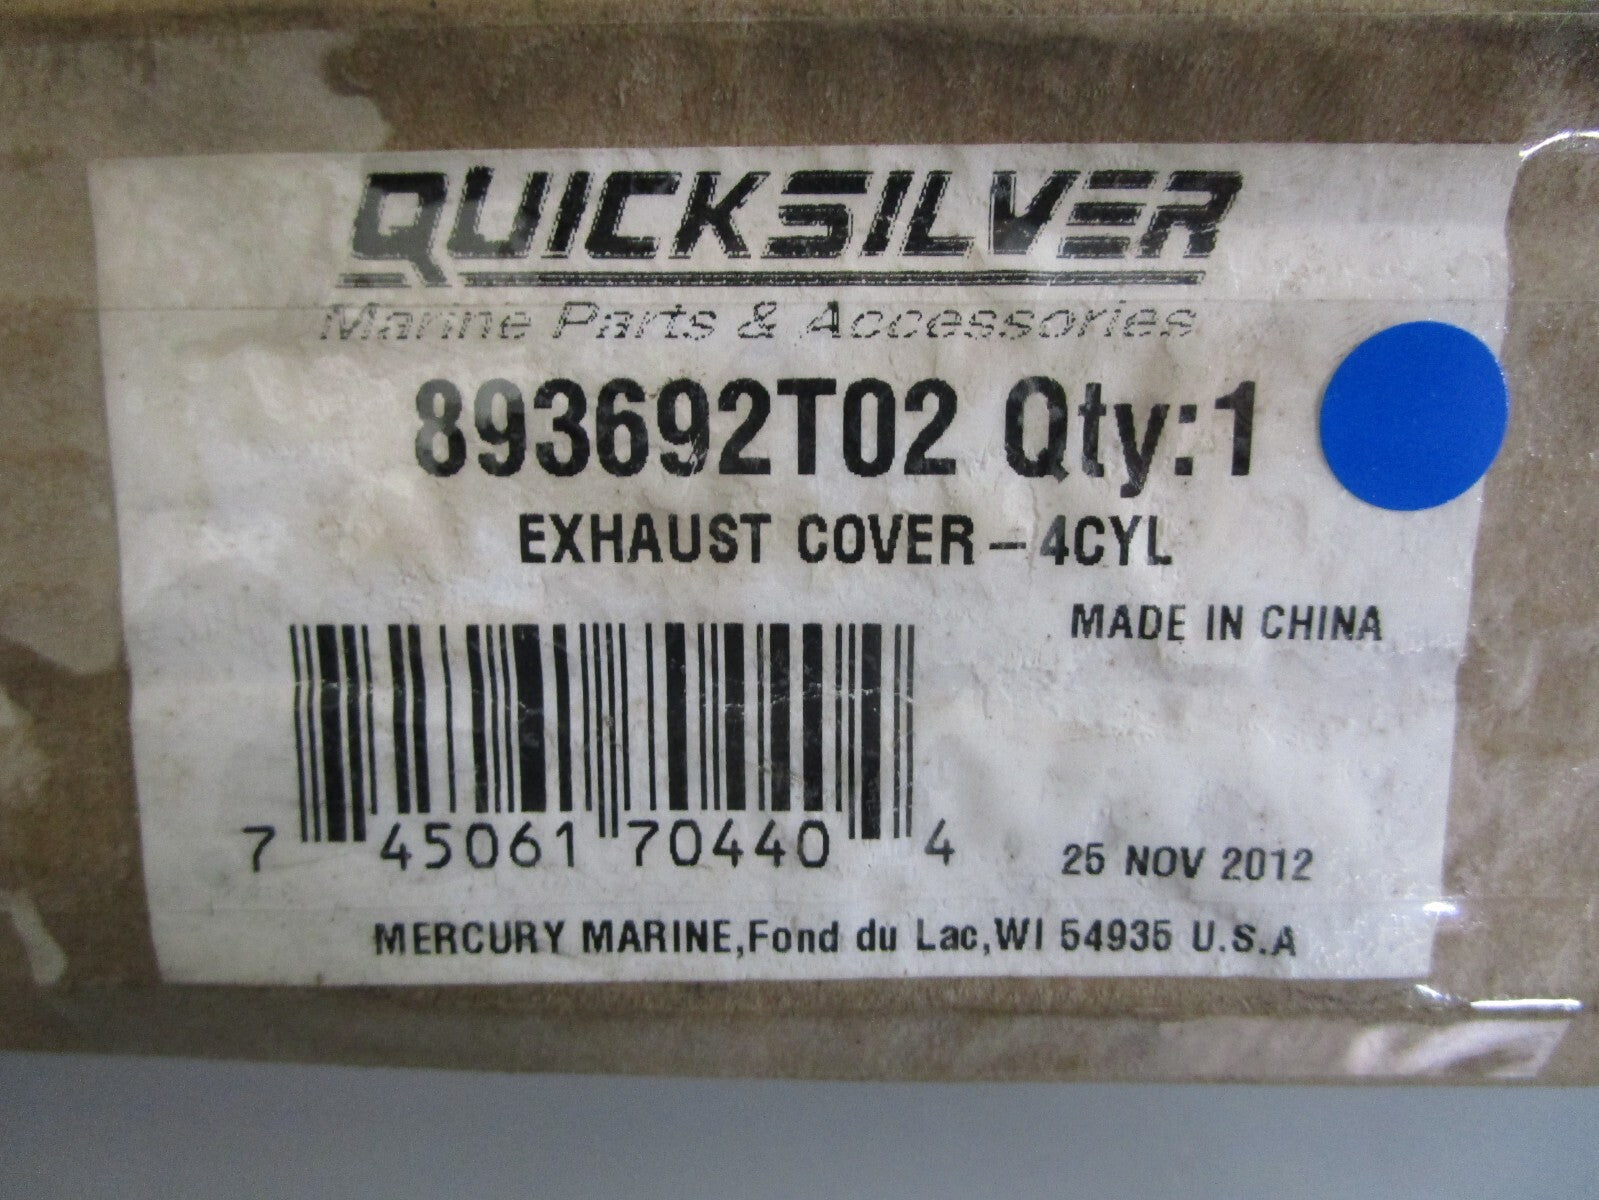 QUICKSILVER
Marine Parts & Accessories
893692T02 Qty:1
EXHAUST COVER-4CYL
MADE IN CHINA
7 45061 70440 4
25 NOV 2012
MERCURY MARINE,Fond du Lac,WI 54935 U.S.A